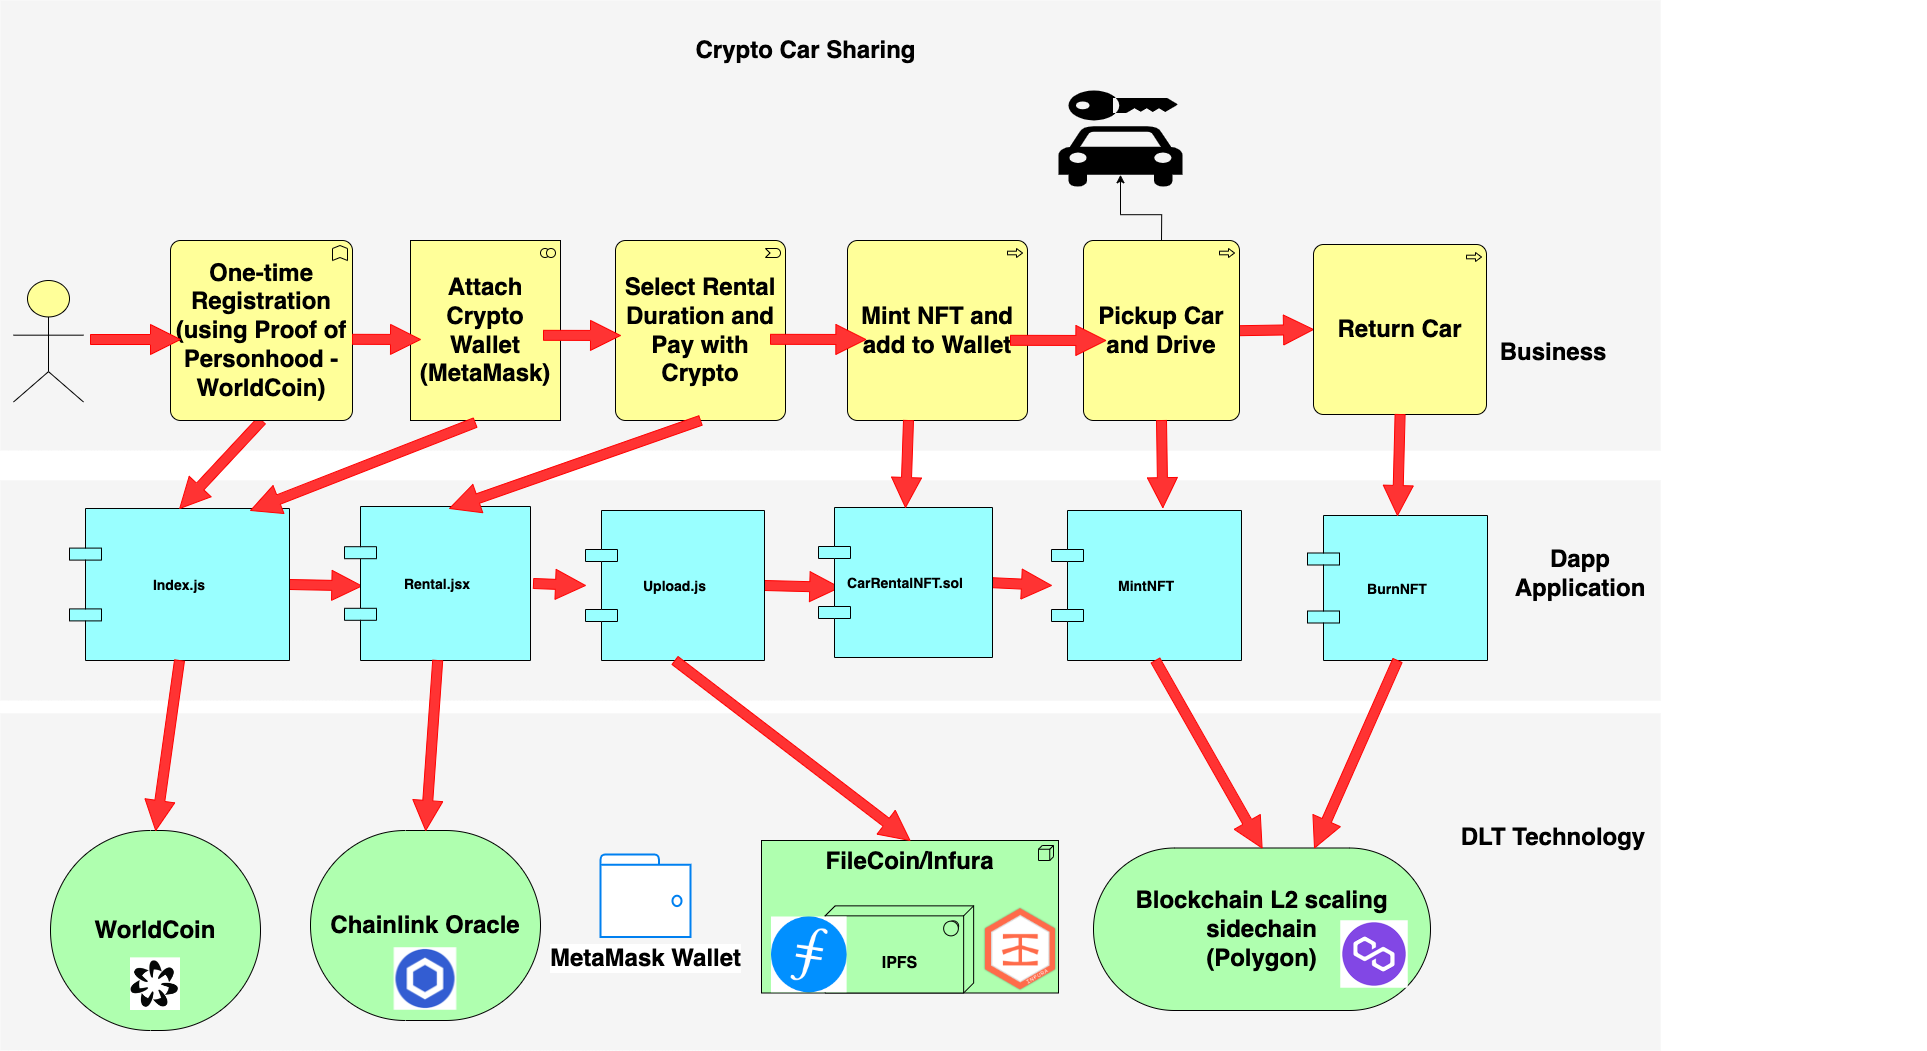 Crypto Car Sharing
One-time
Registration
(using Proof of
Personhood -
WorldCoin)
Attach
Crypto
Wallet
(MetaMask)
Select Rental
Duration and
Pay with
Crypto
Mint NFT and
add to Wallet
Pickup Car
and Drive
Return Car
Business
Index.js
Rental.jsx
Upload.js
CarRentalNFT.sol
MintNFT
BurnNFT
Dapp
Application
DLT Technology
WorldCoin
Chainlink Oracle
MetaMask Wallet
FileCoin/Infura
IPFS
INFURA
Blockchain L2 scaling
sidechain
(Polygon)